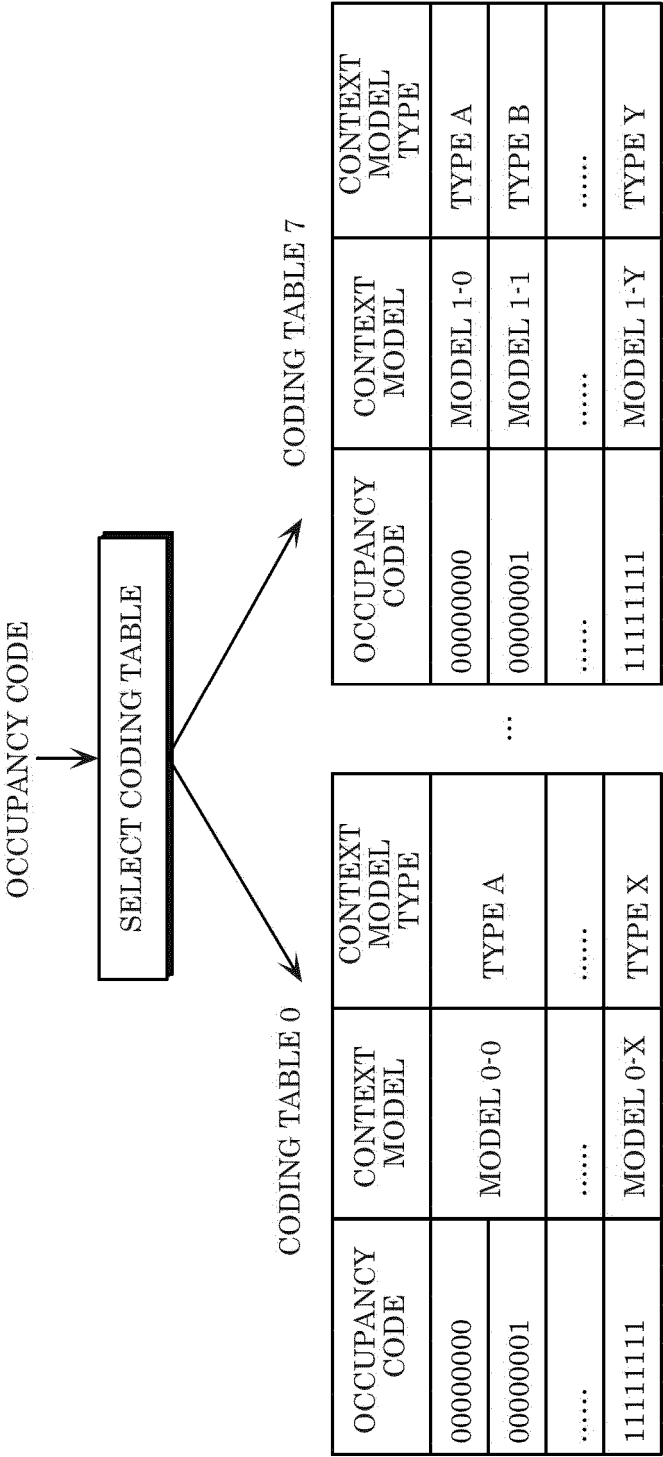 OCCUPANCY CODE
SELECT CODING TABLE
CODING TABLE 0
OCCUPANCY
CODE
CONTEXT
MODEL
CONTEXT
MODEL
TYPE
00000000
MODEL 0-0
TYPE A
00000001
......
......
......
11111111
MODEL 0-X
TYPE X
...
CODING TABLE 7
OCCUPANCY
CODE
CONTEXT
MODEL
CONTEXT
MODEL
TYPE
00000000
MODEL 1-0
TYPE A
00000001
MODEL 1-1
TYPE B
......
......
......
11111111
MODEL 1-Y
TYPE Y